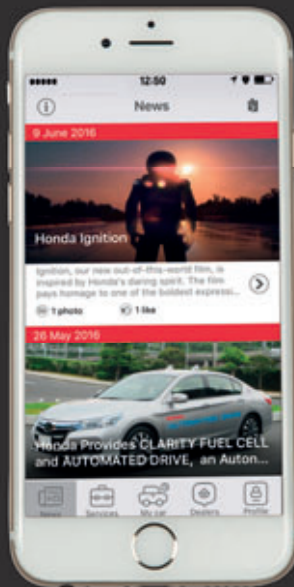 12:50
News
9 June 2016
Honda Ignition
Ignition, our new out-of-this-world film, is
inspired by Honda's daring spirit. The film
pays homage to one of the boldest expressi...
1 photo 1 like
26 May 2016
Honda Provides CLARITY FUEL CELL
and AUTOMATED DRIVE, an Auton...
News Services My car Dealers Profile